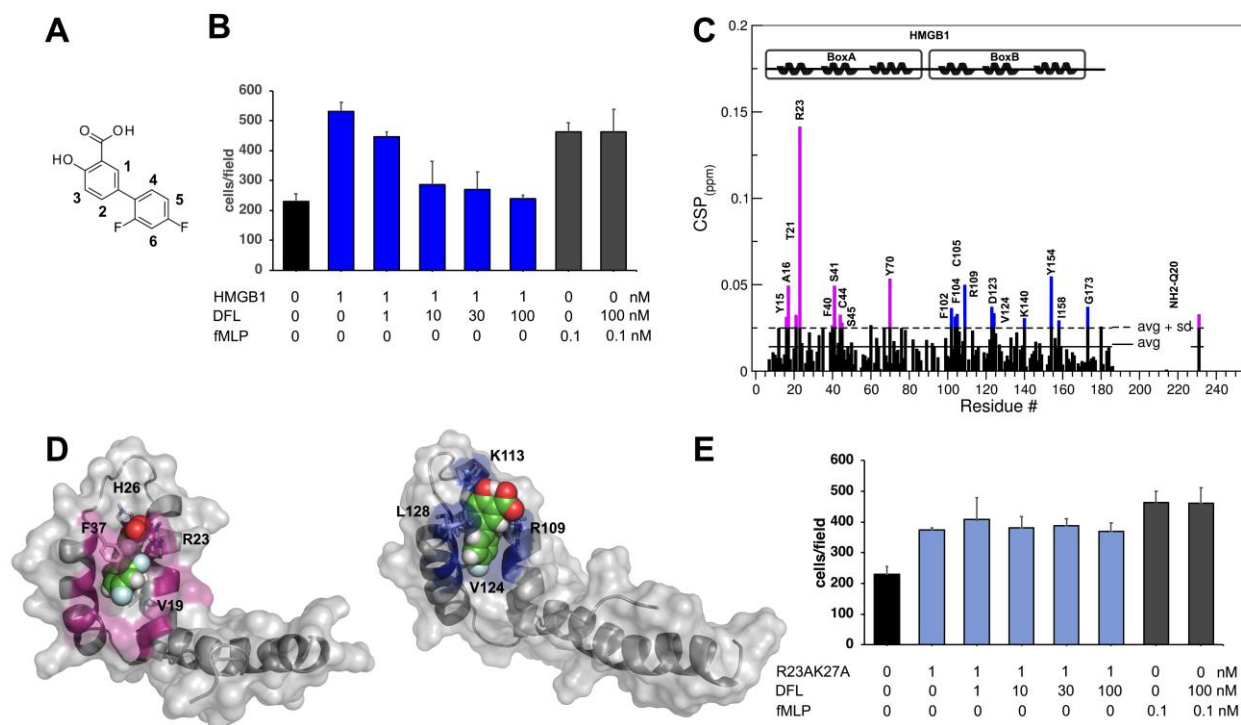 A
O
OH
HO
1
2
3
4
5
6
F
F
B
cells/field
600
500
400
300
200
100
0
HMGB1 0 1 1 1 1 1 0 0 nM
DFL 0 0 1 10 30 100 0 100 nM
fMLP 0 0 0 0 0 0 0.1 0.1 nM
C
HMGB1
BoxA BoxB
CSP(ppm)
0.2
0.15
0.1
0.05
0
Y15
A16
T21
R23
F40
S41
C44
S45
Y70
F102
F104
C105
R109
D123
V124
K140
Y154
I158
G173
NH2-Q20
avg + sd
avg
0 20 40 60 80 100 120 140 160 180 200 220 240
Residue #
D
H26
F37
R23
V19
K113
L128
R109
V124
E
cells/field
600
500
400
300
200
100
0
R23AK27A 0 1 1 1 1 1 0 0 nM
DFL 0 0 1 10 30 100 0 100 nM
fMLP 0 0 0 0 0 0 0.1 0.1 nM